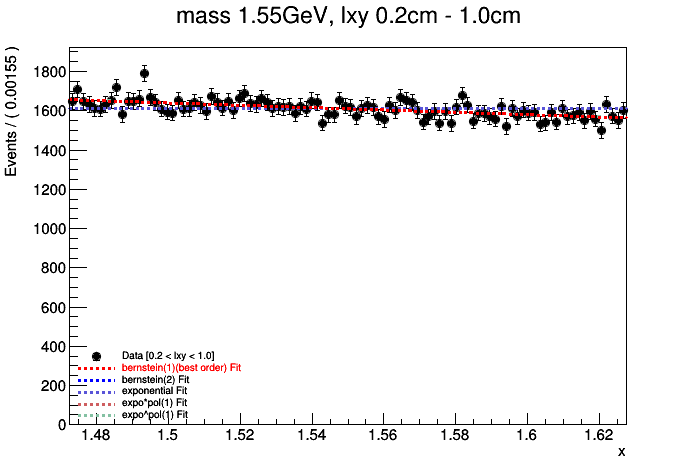 mass 1.55GeV, lxy 0.2cm - 1.0cm
Events / ( 0.00155 )
1800
1600
1400
1200
1000
800
600
400
200
0
Data [0.2 < lxy < 1.0]
bernstein(1)(best order) Fit
bernstein(2) Fit
exponential Fit
expo*pol(1) Fit
expo^pol(1) Fit
1.48 1.5 1.52 1.54 1.56 1.58 1.6 1.62
x